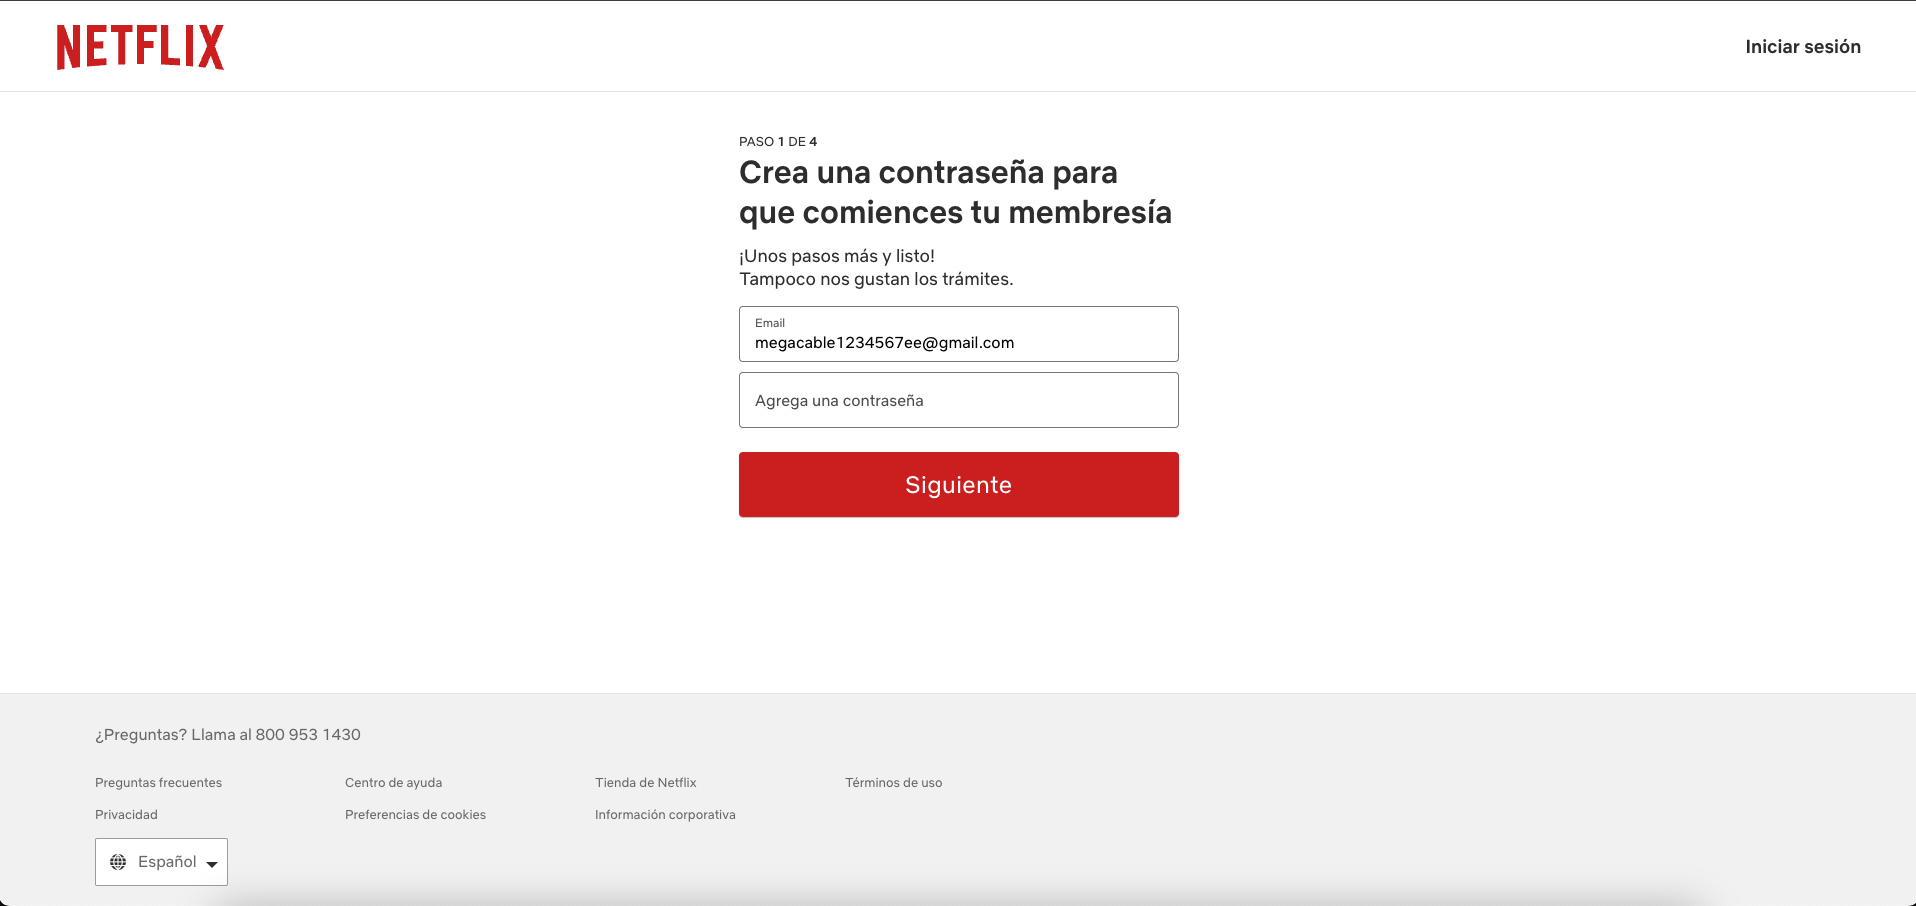 NETFLIX
Iniciar sesión
PASO 1 DE 4
Crea una contraseña para
que comiences tu membresía
¡Unos pasos más y listo!
Tampoco nos gustan los trámites.
Email
megacable1234567ee@gmail.com
Agrega una contraseña
Siguiente
¿Preguntas? Llama al 800 953 1430
Preguntas frecuentes
Centro de ayuda
Tienda de Netflix
Términos de uso
Privacidad
Preferencias de cookies
Información corporativa
Español